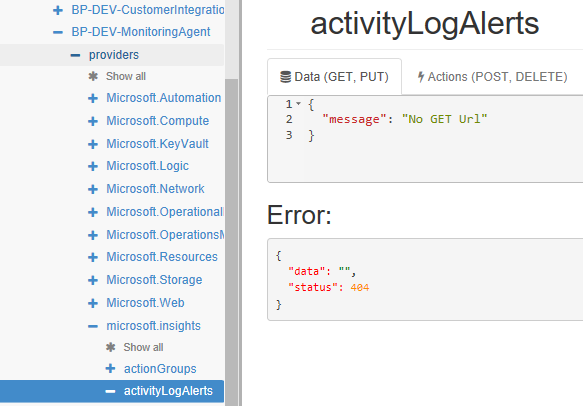 BP-DEV-CustomerIntegratio
BP-DEV-MonitoringAgent
providers
Show all
Microsoft.Automation
Microsoft.Compute
Microsoft.KeyVault
Microsoft.Logic
Microsoft.Network
Microsoft.Operational
Microsoft.OperationsM
Microsoft.Resources
Microsoft.Storage
Microsoft.Web
microsoft.insights
Show all
actionGroups
activityLogAlerts
activityLogAlerts
Data (GET, PUT)
Actions (POST, DELETE)
1 {
2 "message": "No GET Url"
3 }
Error:
{
"data": "",
"status": 404
}